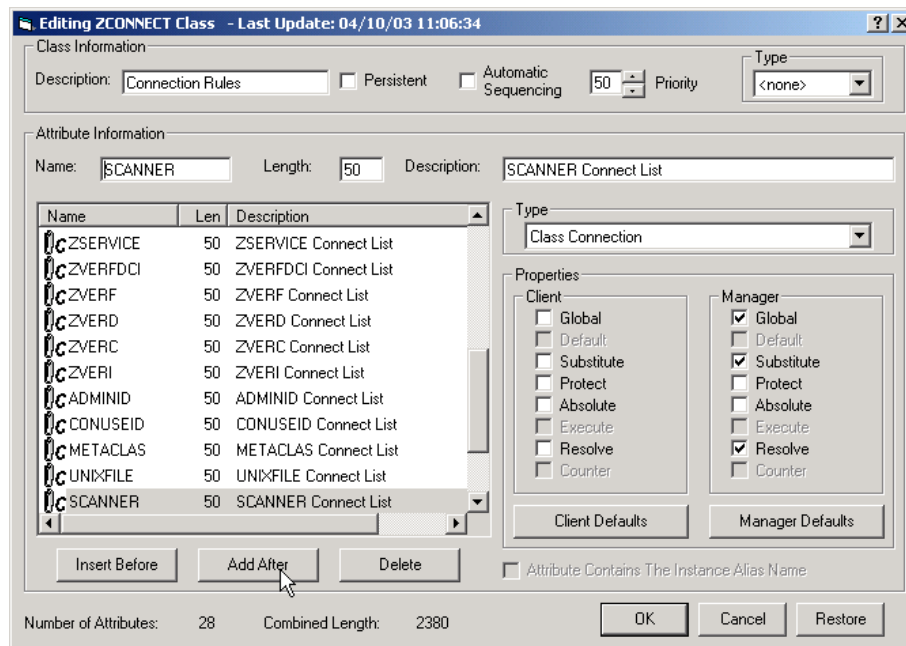 Editing ZCONNECT Class - Last Update: 04/10/03 11:06:34
Class Information
Description: Connection Rules Persistent Automatic Sequencing 50 Priority
Type
<none>
Attribute Information
Name: SCANNER Length: 50 Description: SCANNER Connect List
Name Len Description
ZSERVICE 50 ZSERVICE Connect List
ZVERFDCI 50 ZVERFDCI Connect List
ZVERF 50 ZVERF Connect List
ZVERD 50 ZVERD Connect List
ZVERC 50 ZVERC Connect List
ZVERI 50 ZVERI Connect List
ADMINID 50 ADMINID Connect List
CONUSEID 50 CONUSEID Connect List
METACLAS 50 METACLAS Connect List
UNIXFILE 50 UNIXFILE Connect List
SCANNER 50 SCANNER Connect List
Insert Before Add After Delete
Type
Class Connection
Properties
Client
Global
Default
Substitute
Protect
Absolute
Execute
Resolve
Counter
Client Defaults
Manager
Global
Default
Substitute
Protect
Absolute
Execute
Resolve
Counter
Manager Defaults
Attribute Contains The Instance Alias Name
Number of Attributes: 28 Combined Length: 2380
OK Cancel Restore